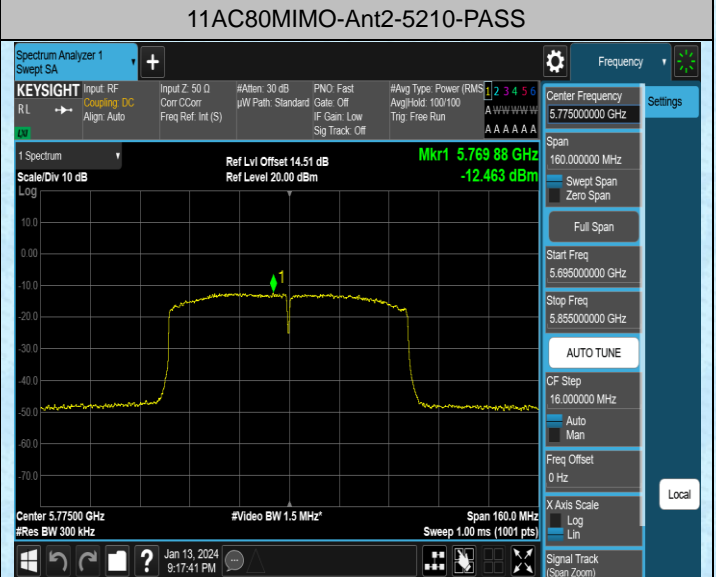 11AC80MIMO-Ant2-5210-PASS
Spectrum Analyzer 1
Swept SA
Frequency
KEYSIGHT
RL
Input: RF
Coupling: DC
Align: Auto
Input Z: 50 Ω
Corr CCorr
Freq Ref: Int (S)
#Atten: 30 dB
µW Path: Standard
PNO: Fast
Gate: Off
IF Gain: Low
Sig Track: Off
#Avg Type: Power (RMS
Avg|Hold: 100/100
Trig: Free Run
1 2 3 4 5 6
A W W W W W
A A A A A A
1 Spectrum
Scale/Div 10 dB
Log
Ref Lvl Offset 14.51 dB
Ref Level 20.00 dBm
Mkr1 5.769 88 GHz
-12.463 dBm
10.0
0.00
-10.0
-20.0
-30.0
-40.0
-50.0
-60.0
-70.0
1
Center 5.77500 GHz
#Res BW 300 kHz
#Video BW 1.5 MHz*
Span 160.0 MHz
Sweep 1.00 ms (1001 pts)
Jan 13, 2024
9:17:41 PM
Center Frequency
5.775000000 GHz
Settings
Span
160.000000 MHz
Swept Span
Zero Span
Full Span
Start Freq
5.695000000 GHz
Stop Freq
5.855000000 GHz
AUTO TUNE
CF Step
16.000000 MHz
Auto
Man
Freq Offset
0 Hz
X Axis Scale
Log
Lin
Local
Signal Track
(Span Zoom)